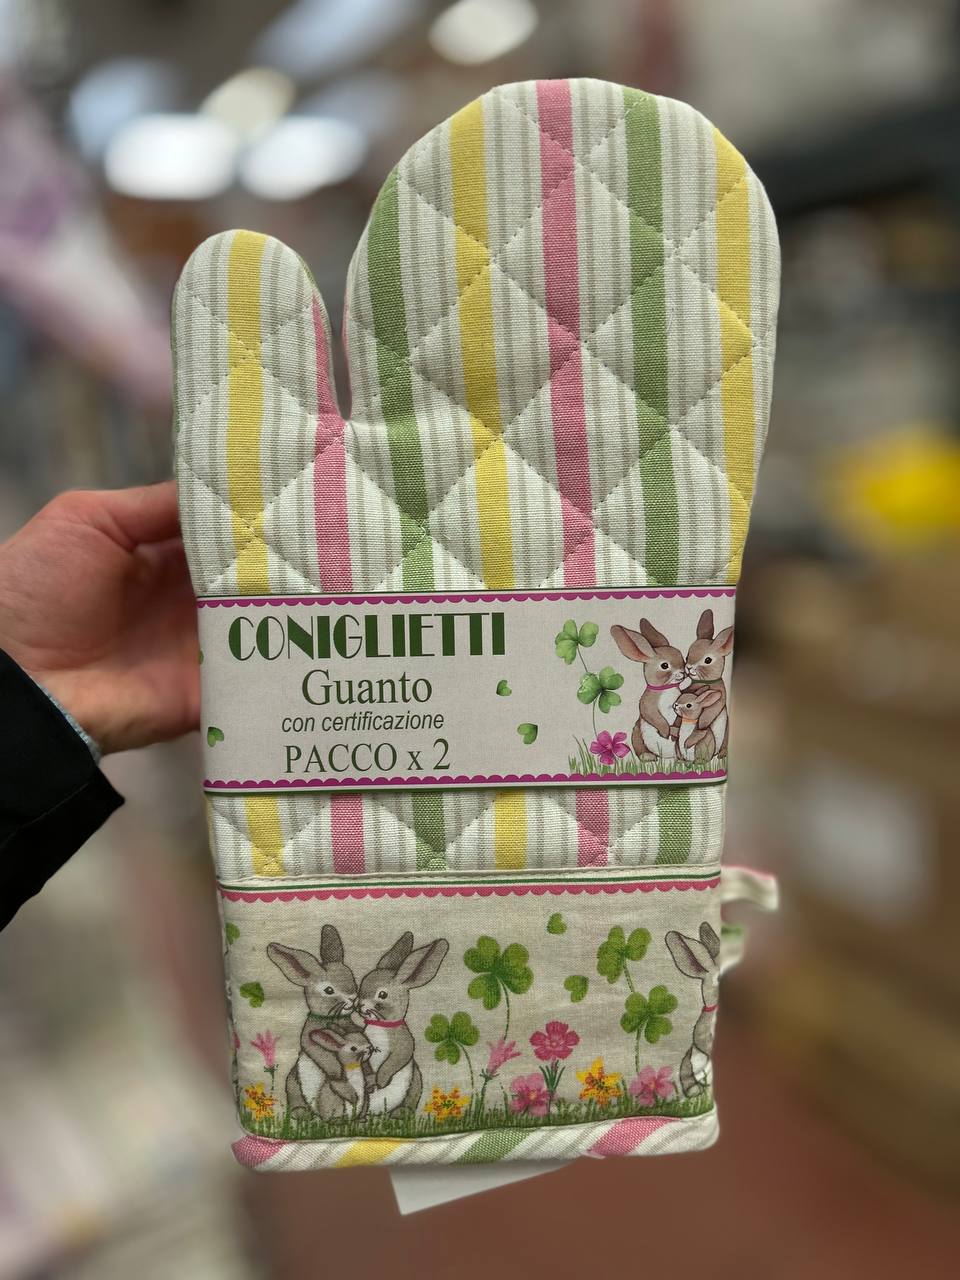 CONIGLIETTI
Guanto
con certificazione
PACCO x 2